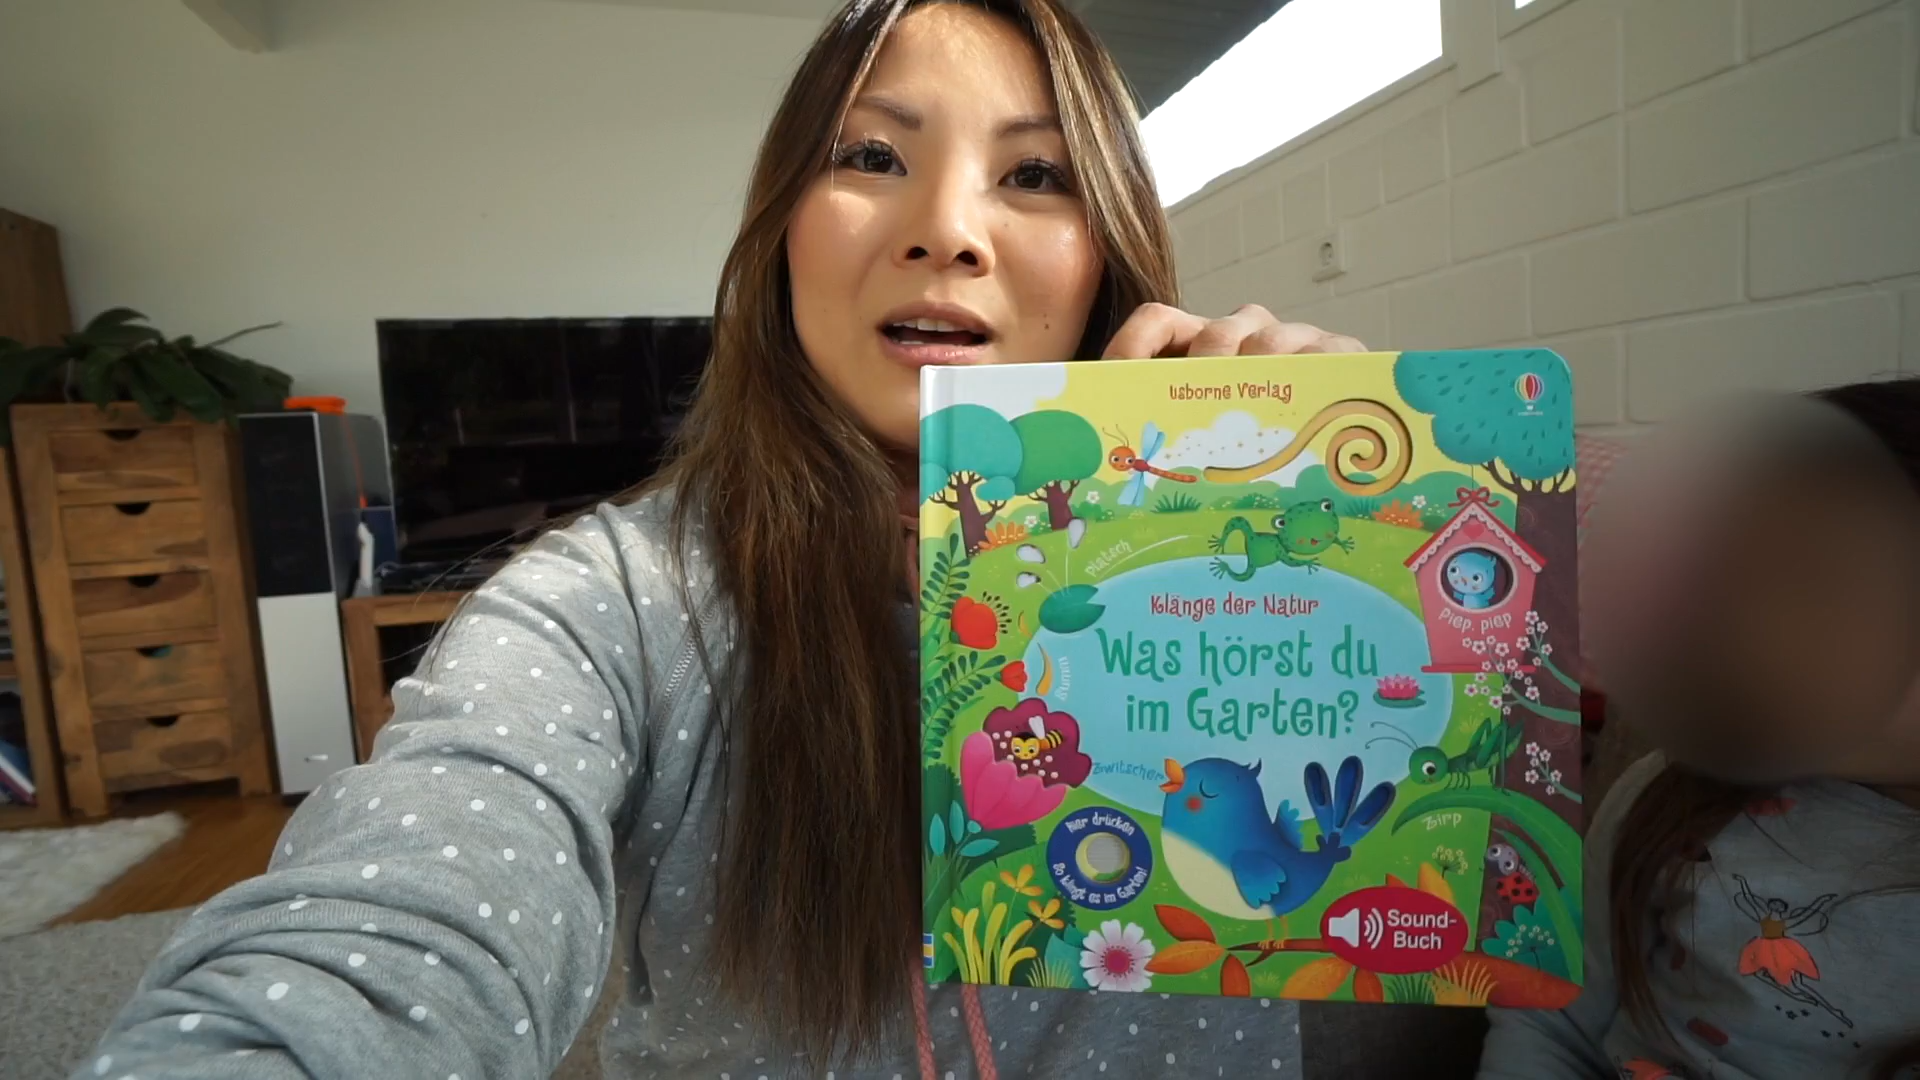 Usborne Verlag
Platsch
Klänge der Natur
Was hörst du
im Garten?
Piep, piep
Summ
Zwitscher
Zirp
hier drücken
So klingt es im Garten!
Sound-
Buch